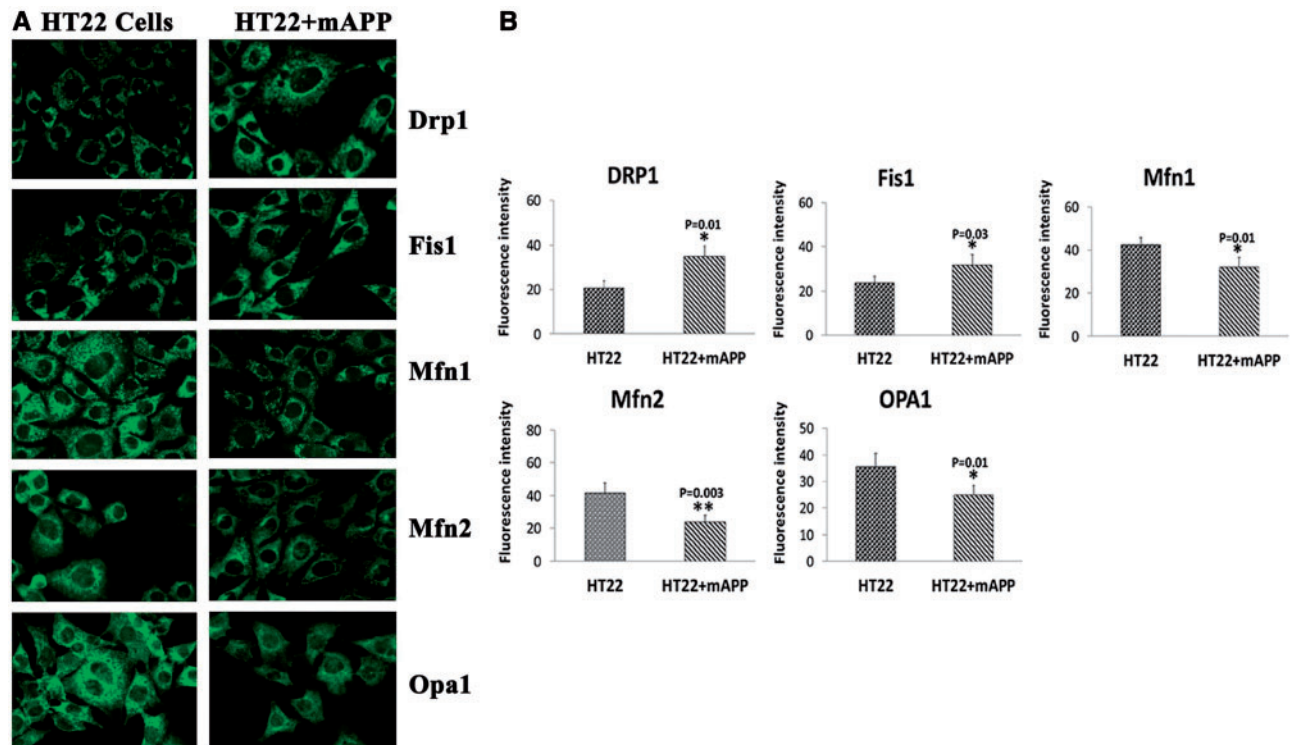 A HT22 Cells HT22+mAPP
Drp1
Fis1
Mfn1
Mfn2
Opa1
B
DRP1
Fluorescence intensity
60
40
20
0
P=0.01
*
HT22 HT22+mAPP
Fis1
Fluorescence intensity
60
40
20
0
P=0.03
*
HT22 HT22+mAPP
Mfn1
Fluorescence intensity
60
40
20
0
P=0.01
*
HT22 HT22+mAPP
Mfn2
Fluorescence intensity
80
60
40
20
0
P=0.003
**
HT22 HT22+mAPP
OPA1
Fluorescence intensity
50
40
30
20
10
0
P=0.01
*
HT22 HT22+mAPP